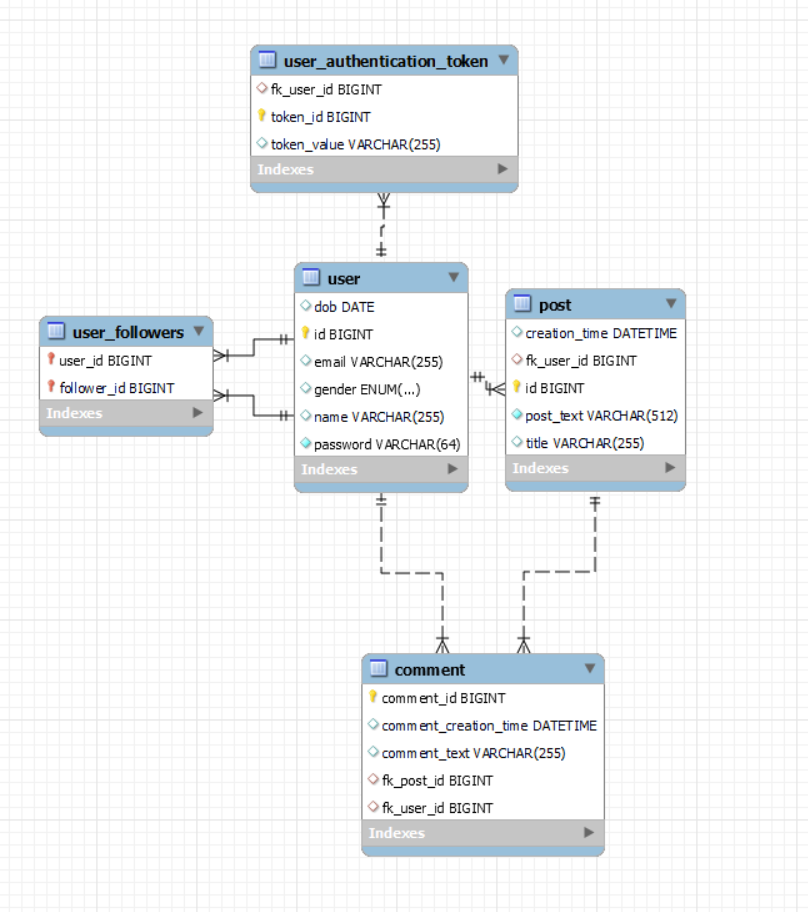 user_authentication_token
fk_user_id BIGINT
token_id BIGINT
token_value VARCHAR(255)
Indexes
user
dob DATE
id BIGINT
email VARCHAR(255)
gender ENUM(...)
name VARCHAR(255)
password VARCHAR(64)
Indexes
post
creation_time DATETIME
fk_user_id BIGINT
id BIGINT
post_text VARCHAR(512)
title VARCHAR(255)
Indexes
user_followers
user_id BIGINT
follower_id BIGINT
Indexes
comment
comment_id BIGINT
comment_creation_time DATETIME
comment_text VARCHAR(255)
fk_post_id BIGINT
fk_user_id BIGINT
Indexes